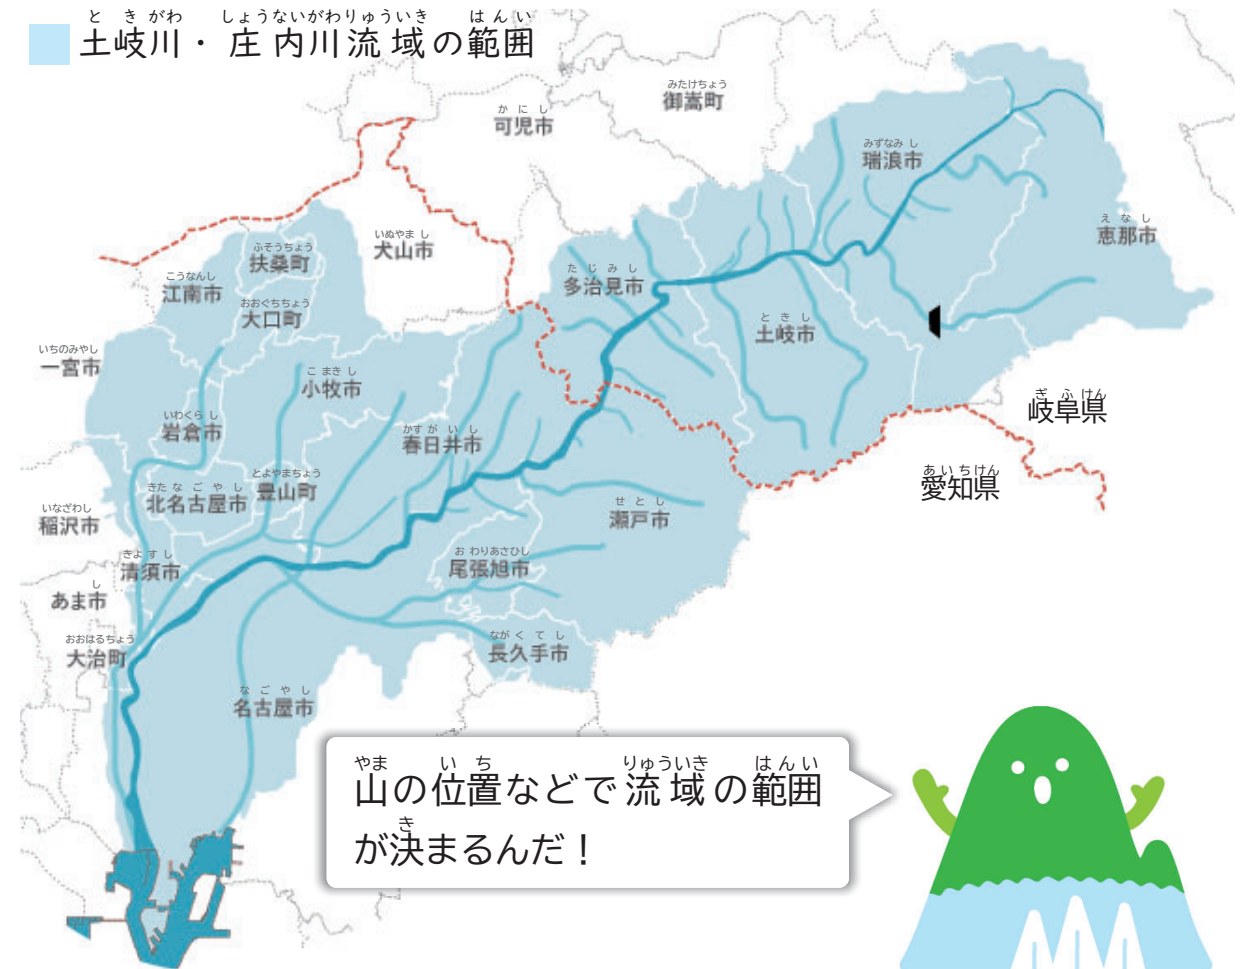 ときがわ しょうないがわりゅういき はんい
土岐川・庄内川流域の範囲
みたけちょう
御嵩町
かにし
可児市
みずなみし
瑞浪市
えなし
恵那市
いぬやまし
犬山市
ふそうちょう
扶桑町
こうなんし
江南市
おおぐちちょう
大口町
たじみし
多治見市
ときし
土岐市
いちのみやし
一宮市
こまきし
小牧市
ぎふけん
岐阜県
いわくらし
岩倉市
かすがいし
春日井市
あいちけん
愛知県
きたなごやし
北名古屋市
とよやまちょう
豊山町
いなざわし
稲沢市
せとし
瀬戸市
きよすし
清須市
おわりあさひし
尾張旭市
し
あま市
おおはるちょう
大治町
ながくてし
長久手市
なごやし
名古屋市
やま いち りゅういき はんい
山の位置などで流域の範囲
き
が決まるんだ！